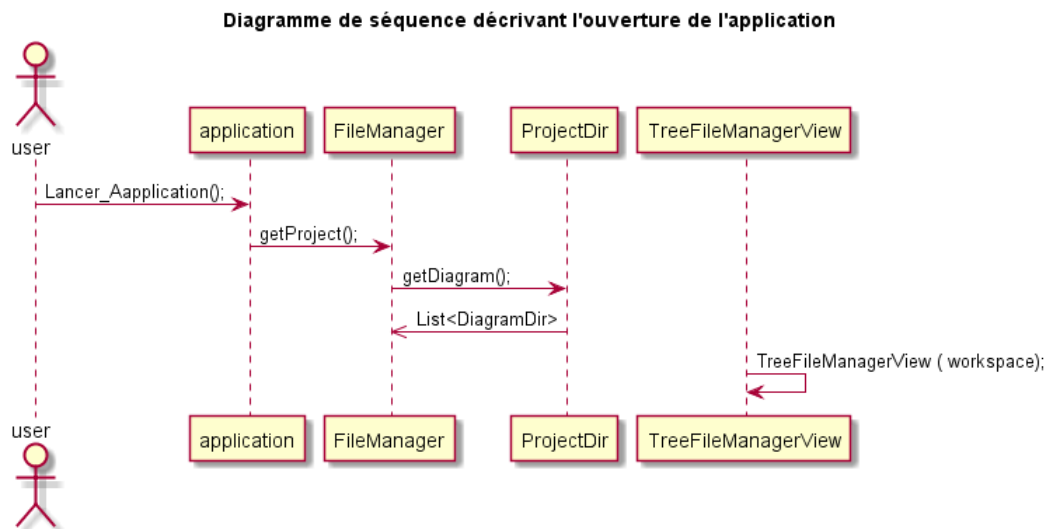 Diagramme de séquence décrivant l'ouverture de l'application
user
application
FileManager
ProjectDir
TreeFileManagerView
Lancer_Aapplication();
getProject();
getDiagram();
List<DiagramDir>
TreeFileManagerView ( workspace);
user
application
FileManager
ProjectDir
TreeFileManagerView